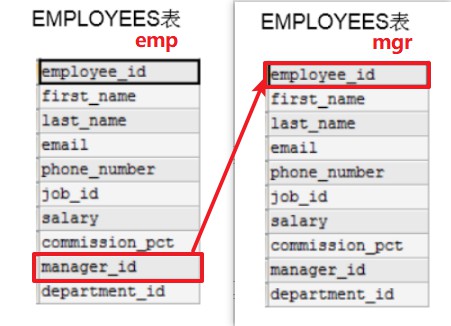 EMPLOYEES表
emp
employee_id
first_name
last_name
email
phone_number
job_id
salary
commission_pct
manager_id
department_id
EMPLOYEES表
mgr
employee_id
first_name
last_name
email
phone_number
job_id
salary
commission_pct
manager_id
department_id